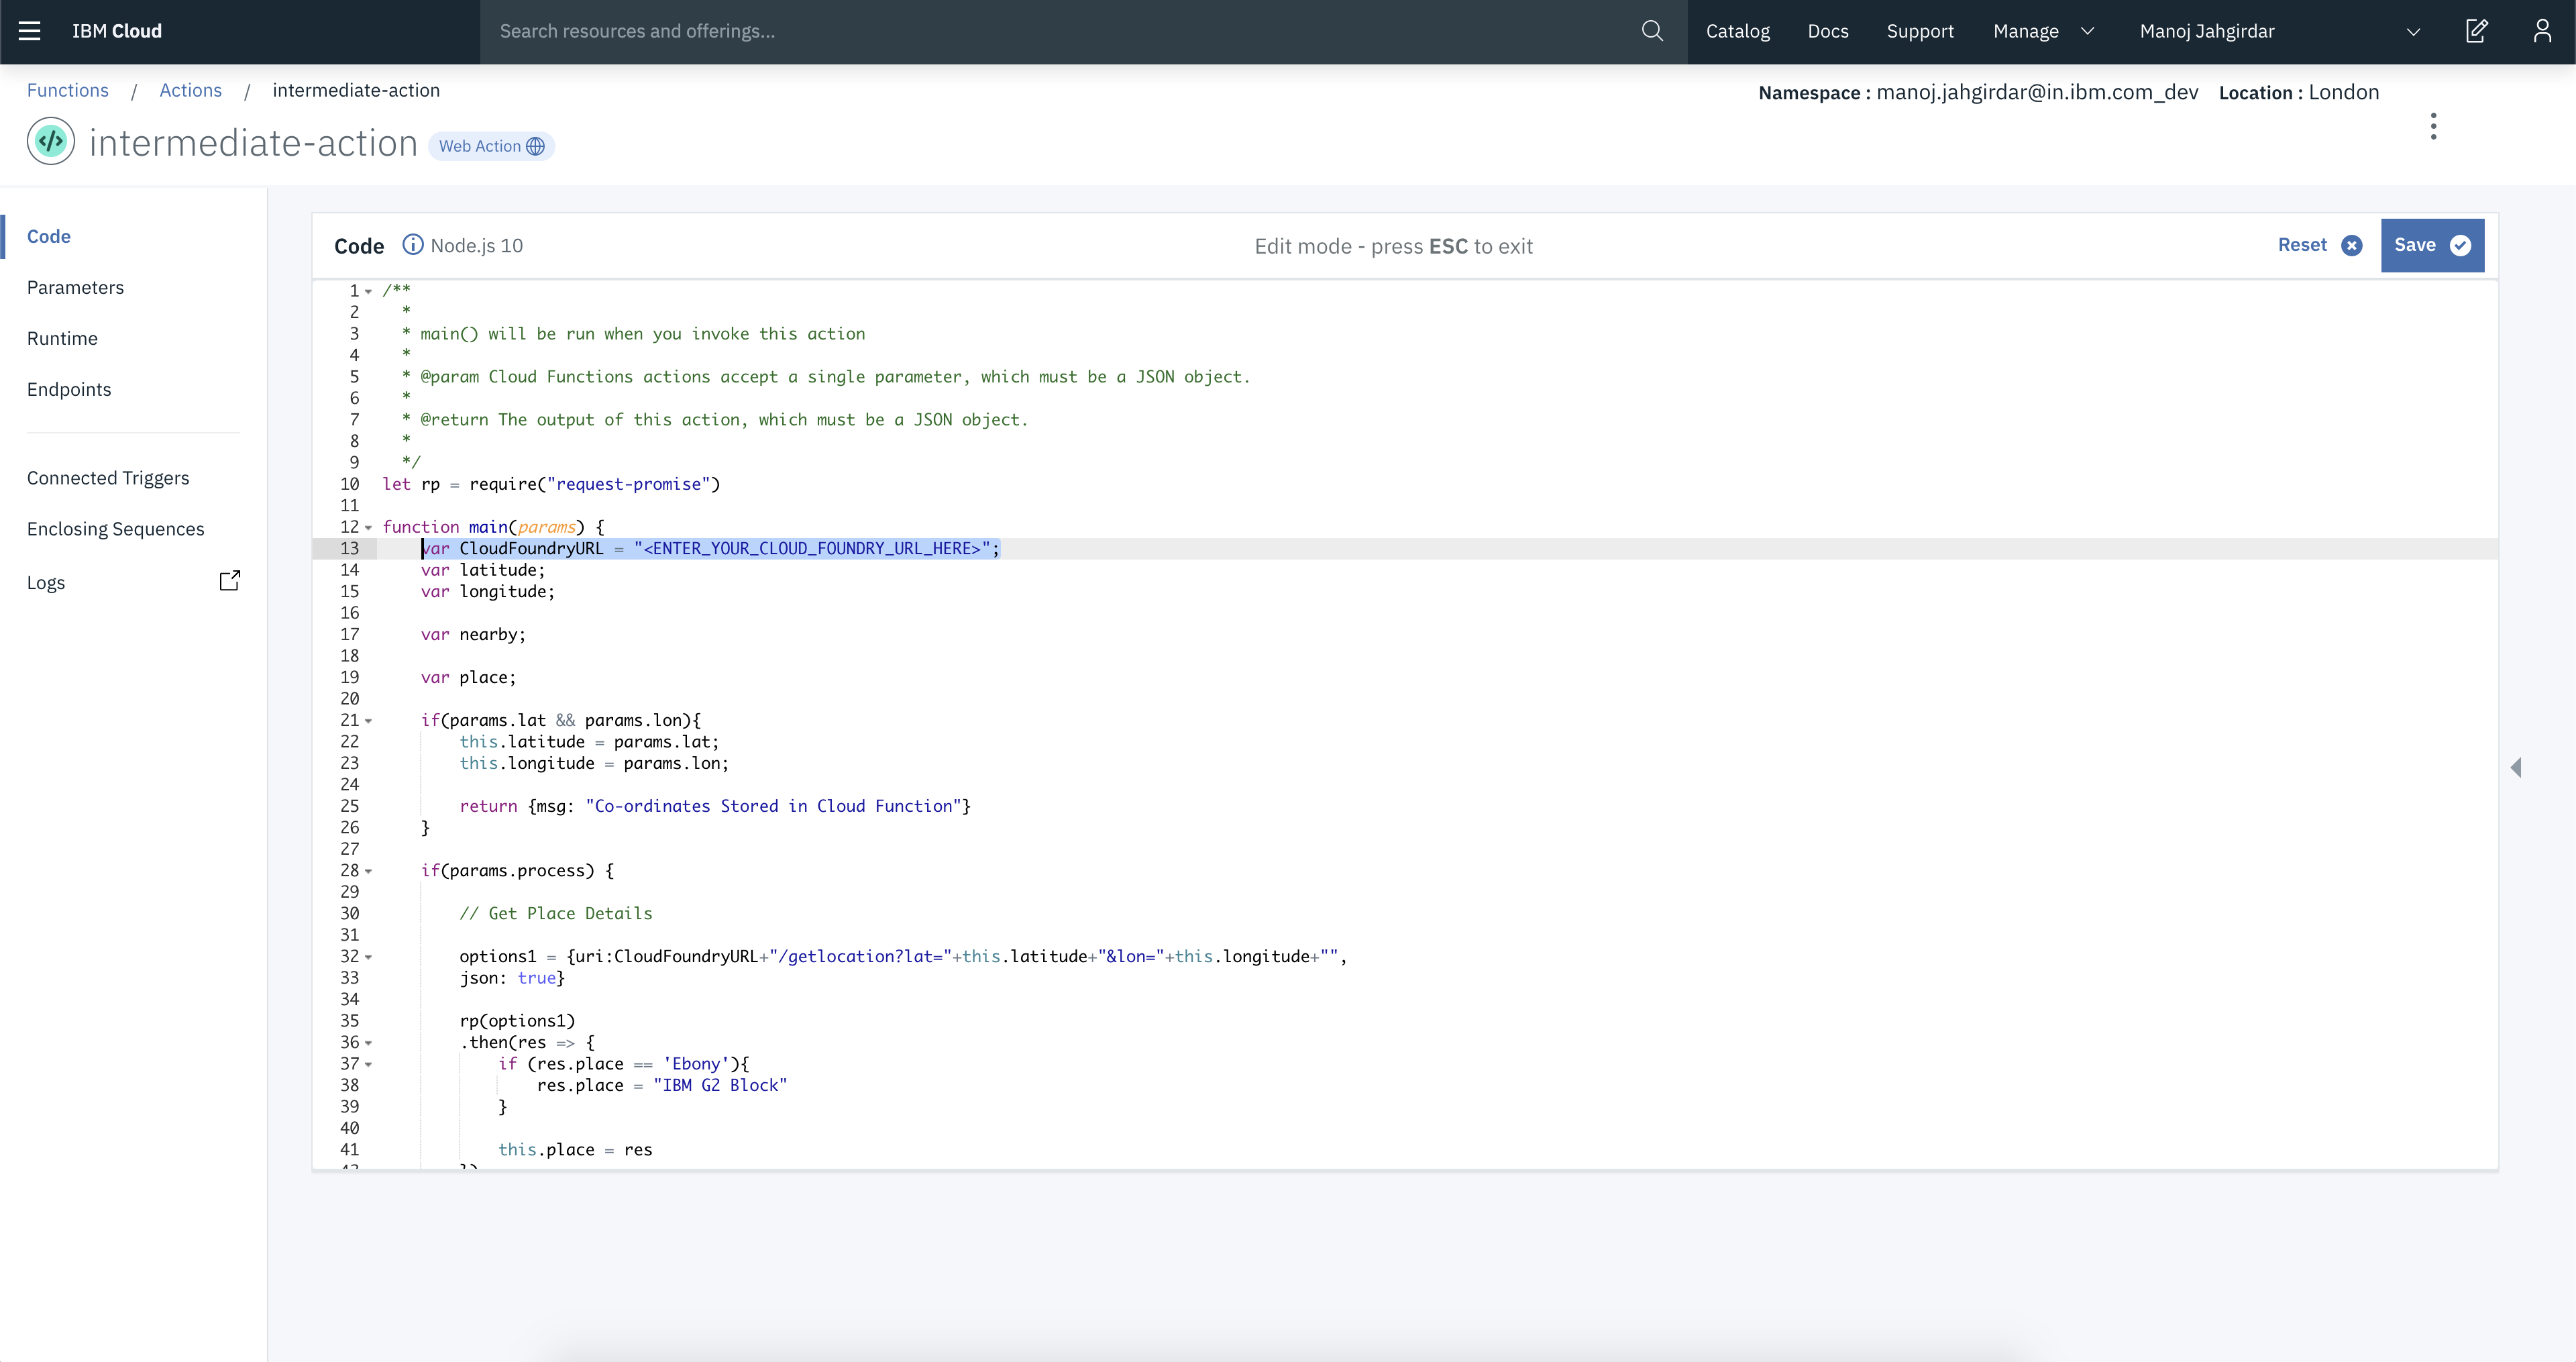 IBM Cloud
Search resources and offerings...
Catalog
Docs
Support
Manage
Manoj Jahgirdar
Functions / Actions / intermediate-action
Namespace : manoj.jahgirdar@in.ibm.com_dev Location : London
intermediate-action
Web Action
Code
Parameters
Runtime
Endpoints
Connected Triggers
Enclosing Sequences
Logs
Code Node.js 10
Edit mode - press ESC to exit
Reset
Save
1 /**
2 *
3 * main() will be run when you invoke this action
4 *
5 * @param Cloud Functions actions accept a single parameter, which must be a JSON object.
6 *
7 * @return The output of this action, which must be a JSON object.
8 *
9 */
10 let rp = require("request-promise")
11
12 function main(params) {
13 var CloudFoundryURL = "<ENTER_YOUR_CLOUD_FOUNDRY_URL_HERE>";
14 var latitude;
15 var longitude;
16
17 var nearby;
18
19 var place;
20
21 if(params.lat && params.lon){
22 this.latitude = params.lat;
23 this.longitude = params.lon;
24
25 return {msg: "Co-ordinates Stored in Cloud Function"}
26 }
27
28 if(params.process) {
29
30 // Get Place Details
31
32 options1 = {uri:CloudFoundryURL+"/getlocation?lat="+this.latitude+"&lon="+this.longitude+"",
33 json: true}
34
35 rp(options1)
36 .then(res => {
37 if (res.place == 'Ebony'){
38 res.place = "IBM G2 Block"
39 }
40
41 this.place = res